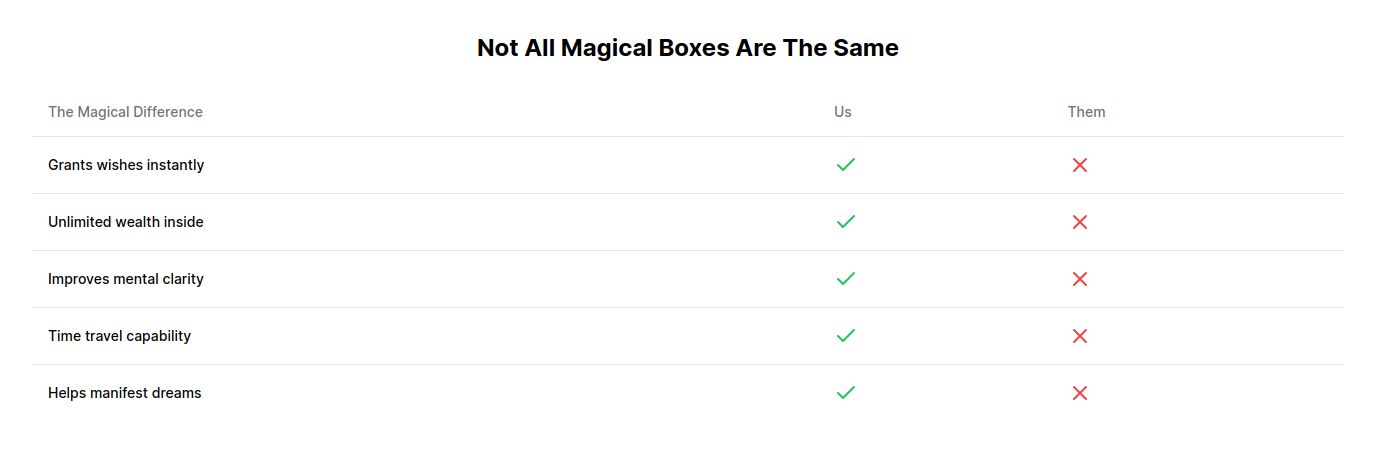 Not All Magical Boxes Are The Same
The Magical Difference Us Them
Grants wishes instantly
Unlimited wealth inside
Improves mental clarity
Time travel capability
Helps manifest dreams